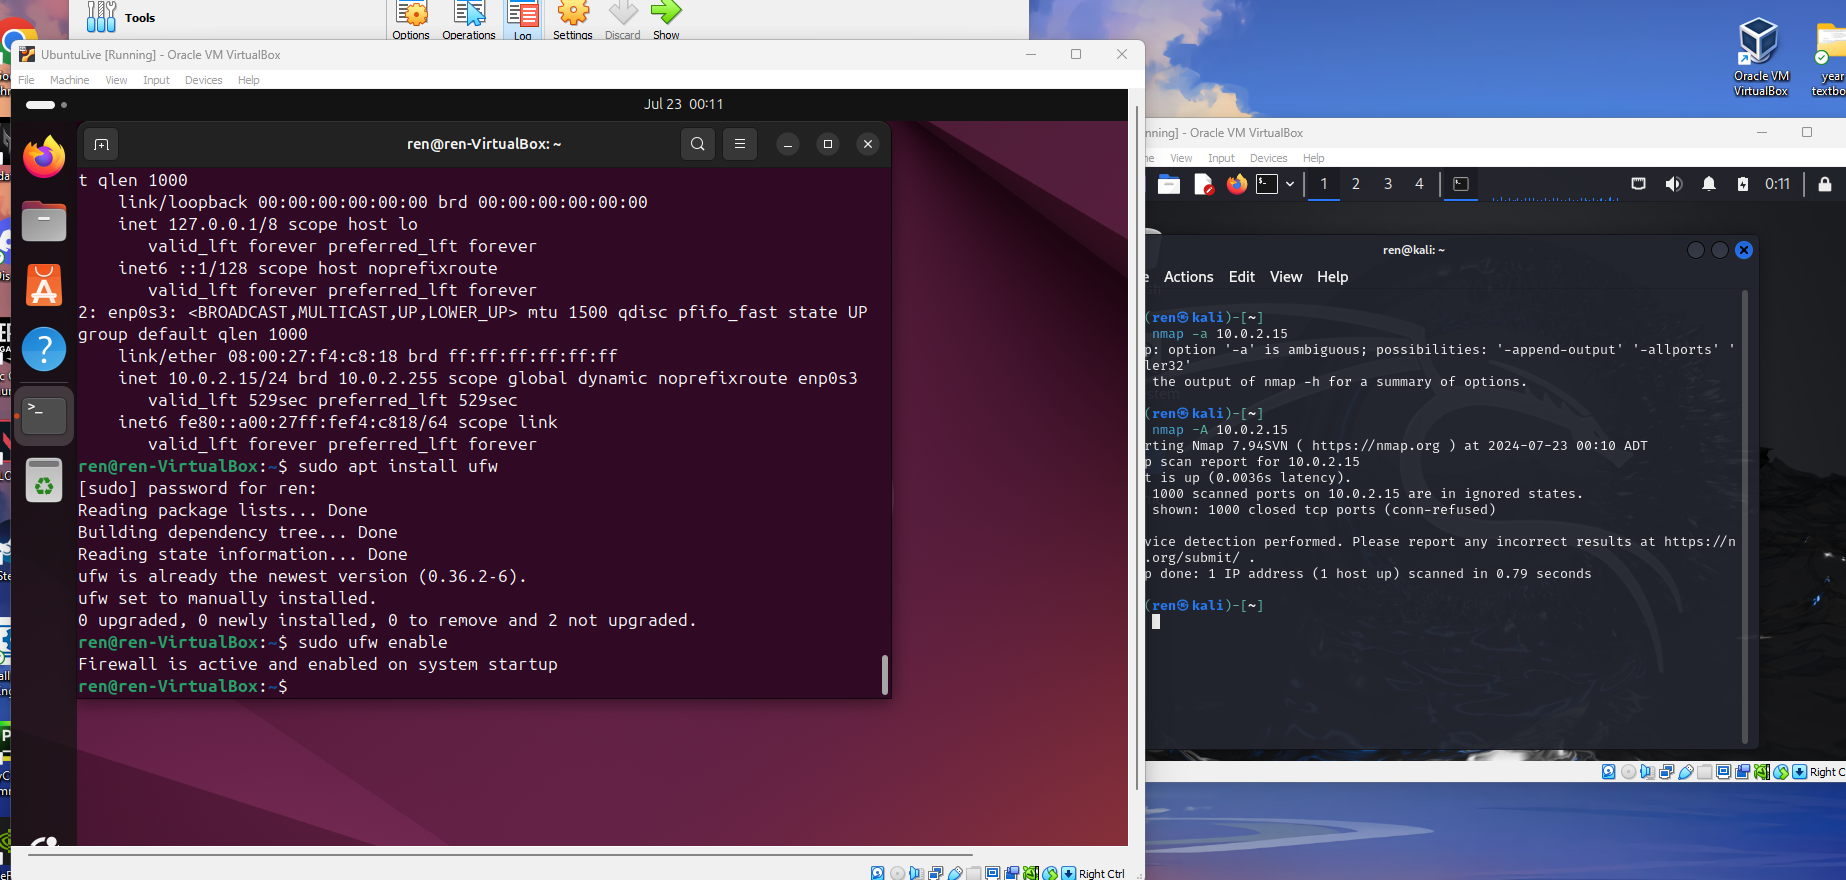 Tools
Options
Operations
Log
Settings
Discard
Show
UbuntuLive [Running] - Oracle VM VirtualBox
File Machine View Input Devices Help
Jul 23 00:11
ren@ren-VirtualBox: ~
t qlen 1000
link/loopback 00:00:00:00:00:00 brd 00:00:00:00:00:00
inet 127.0.0.1/8 scope host lo
valid_lft forever preferred_lft forever
inet6 ::1/128 scope host noprefixroute
valid_lft forever preferred_lft forever
2: enp0s3: <BROADCAST,MULTICAST,UP,LOWER_UP> mtu 1500 qdisc pfifo_fast state UP
group default qlen 1000
link/ether 08:00:27:f4:c8:18 brd ff:ff:ff:ff:ff:ff
inet 10.0.2.15/24 brd 10.0.2.255 scope global dynamic noprefixroute enp0s3
valid_lft 529sec preferred_lft 529sec
inet6 fe80::a00:27ff:fef4:c818/64 scope link
valid_lft forever preferred_lft forever
ren@ren-VirtualBox:~$ sudo apt install ufw
[sudo] password for ren:
Reading package lists... Done
Building dependency tree... Done
Reading state information... Done
ufw is already the newest version (0.36.2-6).
ufw set to manually installed.
0 upgraded, 0 newly installed, 0 to remove and 2 not upgraded.
ren@ren-VirtualBox:~$ sudo ufw enable
Firewall is active and enabled on system startup
ren@ren-VirtualBox:~$
Right Ctrl
Oracle VM
VirtualBox
year
textbo
nning] - Oracle VM VirtualBox
ne View Input Devices Help
1 2 3 4
0:11
ren@kali: ~
e Actions Edit View Help
(ren㉿kali)-[~]
nmap -a 10.0.2.15
p: option '-a' is ambiguous; possibilities: '-append-output' '-allports' '
ler32'
the output of nmap -h for a summary of options.
(ren㉿kali)-[~]
nmap -A 10.0.2.15
rting Nmap 7.94SVN ( https://nmap.org ) at 2024-07-23 00:10 ADT
p scan report for 10.0.2.15
t is up (0.0036s latency).
1000 scanned ports on 10.0.2.15 are in ignored states.
shown: 1000 closed tcp ports (conn-refused)
vice detection performed. Please report any incorrect results at https://n
.org/submit/ .
p done: 1 IP address (1 host up) scanned in 0.79 seconds
(ren㉿kali)-[~]
Right C